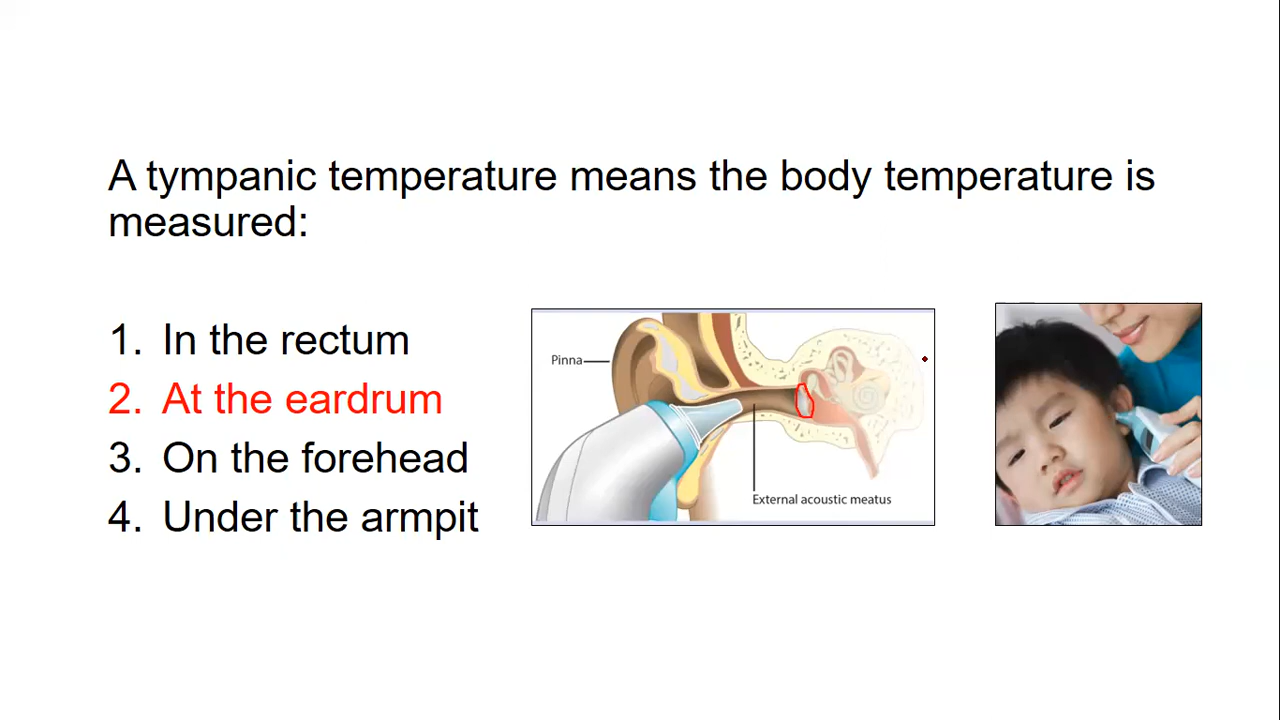 A tympanic temperature means the body temperature is
measured:
1. In the rectum
2. At the eardrum
3. On the forehead
4. Under the armpit
Pinna
External acoustic meatus